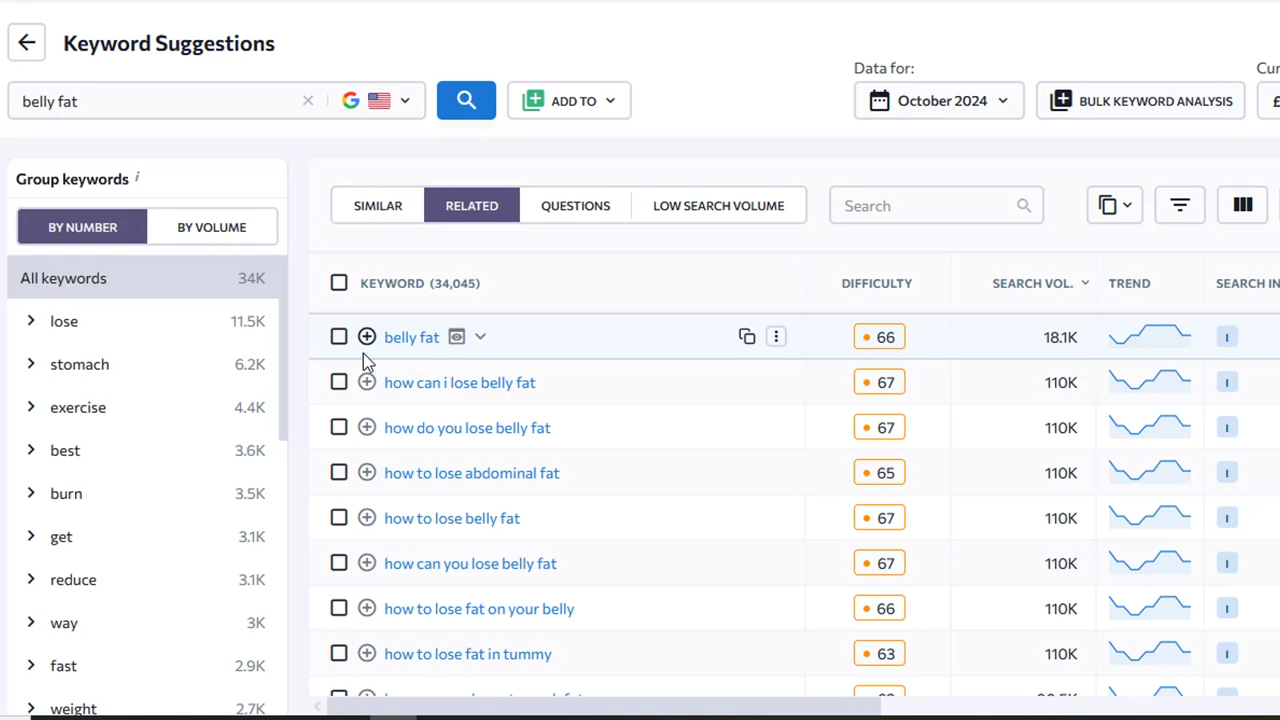 Keyword Suggestions
belly fat
ADD TO
Data for:
October 2024
BULK KEYWORD ANALYSIS
Group keywords i
BY NUMBER BY VOLUME
All keywords 34K
lose 11.5K
stomach 6.2K
exercise 4.4K
best 3.6K
burn 3.5K
get 3.1K
reduce 3.1K
way 3K
fast 2.9K
weight 2.7K
SIMILAR RELATED QUESTIONS LOW SEARCH VOLUME
Search
KEYWORD (34,045) DIFFICULTY SEARCH VOL. TREND SEARCH IN
belly fat 66 18.1K I
how can i lose belly fat 67 110K I
how do you lose belly fat 67 110K I
how to lose abdominal fat 65 110K I
how to lose belly fat 67 110K I
how can you lose belly fat 67 110K I
how to lose fat on your belly 66 110K I
how to lose fat in tummy 63 110K I